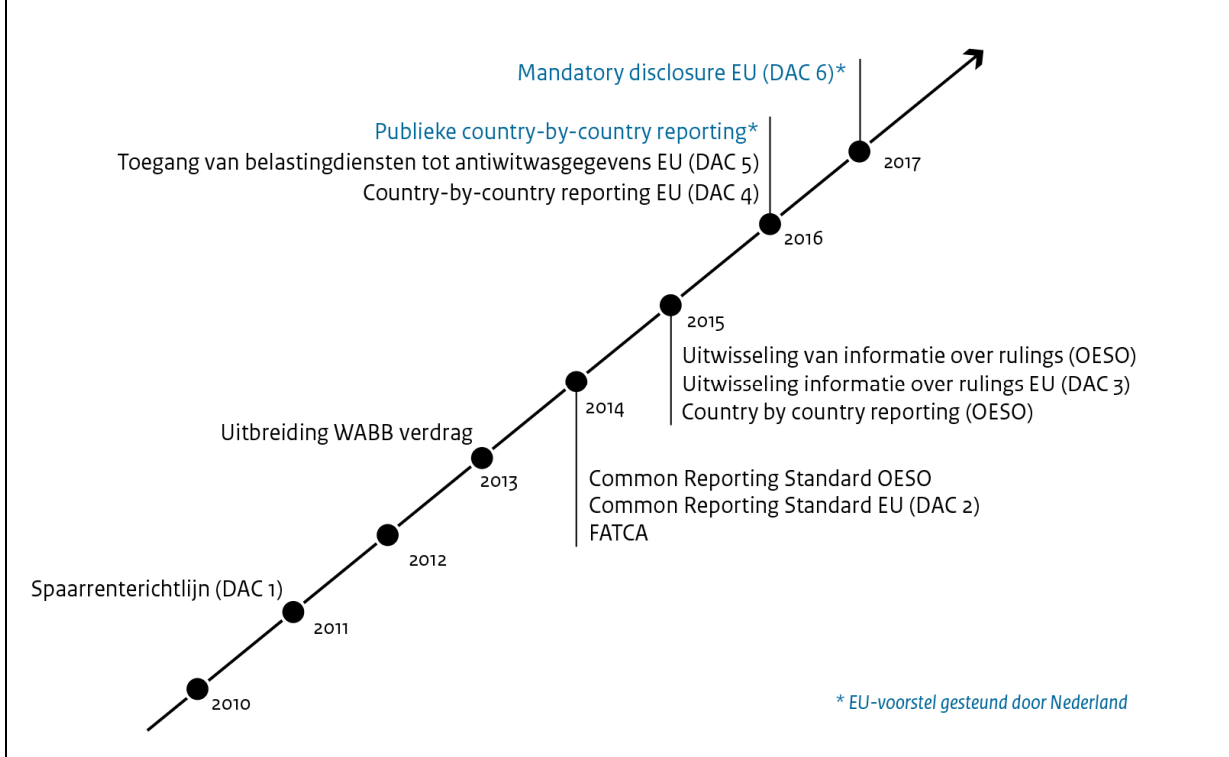 Mandatory disclosure EU (DAC 6)*
2017
Publieke country-by-country reporting*
Toegang van belastingdiensten tot antiwitwasgegevens EU (DAC 5)
Country-by-country reporting EU (DAC 4)
2016
2015
Uitwisseling van informatie over rulings (OESO)
Uitwisseling informatie over rulings EU (DAC 3)
Country by country reporting (OESO)
2014
Common Reporting Standard OESO
Common Reporting Standard EU (DAC 2)
FATCA
Uitbreiding WABB verdrag
2013
2012
Spaarrenterichtlijn (DAC 1)
2011
2010
* EU-voorstel gesteund door Nederland